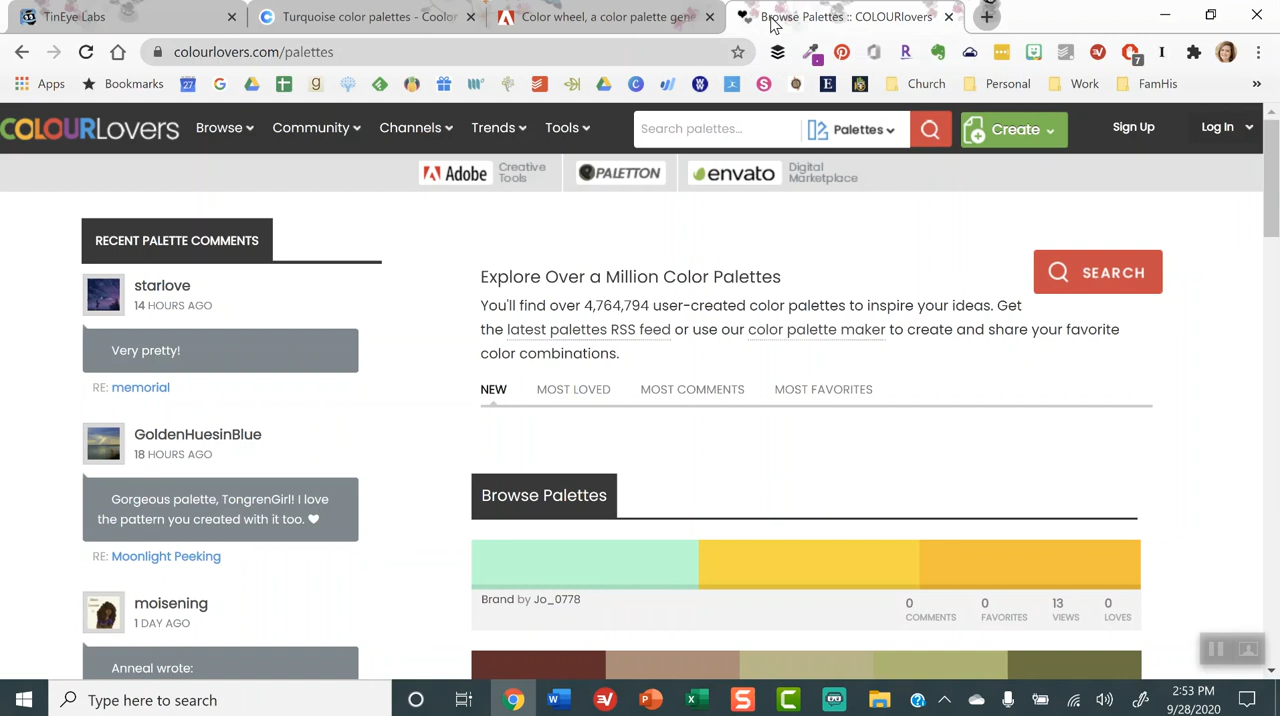 TinEye Labs
Turquoise color palettes - Coolor
Color wheel, a color palette gene
Browse Palettes :: COLOURlovers
colourlovers.com/palettes
7
Apps
Bookmarks
27
Church
Personal
Work
FamHis
»
COLOURLovers
Browse
Community
Channels
Trends
Tools
Search palettes...
Palettes
Create
Sign Up
Log In
Adobe
Creative
Tools
PALETTON
envato
Digital
Marketplace
RECENT PALETTE COMMENTS
starlove
14 HOURS AGO
Very pretty!
RE: memorial
GoldenHuesinBlue
18 HOURS AGO
Gorgeous palette, TongrenGirl! I love
the pattern you created with it too. ♥
RE: Moonlight Peeking
moisening
1 DAY AGO
Anneal wrote:
Explore Over a Million Color Palettes
SEARCH
You'll find over 4,764,794 user-created color palettes to inspire your ideas. Get
the latest palettes RSS feed or use our color palette maker to create and share your favorite
color combinations.
NEW
MOST LOVED
MOST COMMENTS
MOST FAVORITES
Browse Palettes
Brand by Jo_0778
0
COMMENTS
0
FAVORITES
13
VIEWS
0
LOVES
Type here to search
2:53 PM
9/28/2020